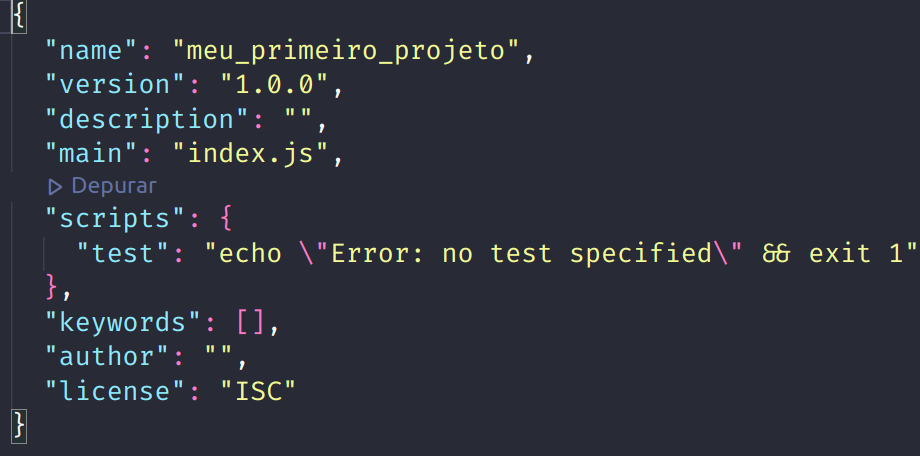 {
"name": "meu_primeiro_projeto",
"version": "1.0.0",
"description": "",
"main": "index.js",
Depurar
"scripts": {
"test": "echo \"Error: no test specified\" && exit 1"
},
"keywords": [],
"author": "",
"license": "ISC"
}